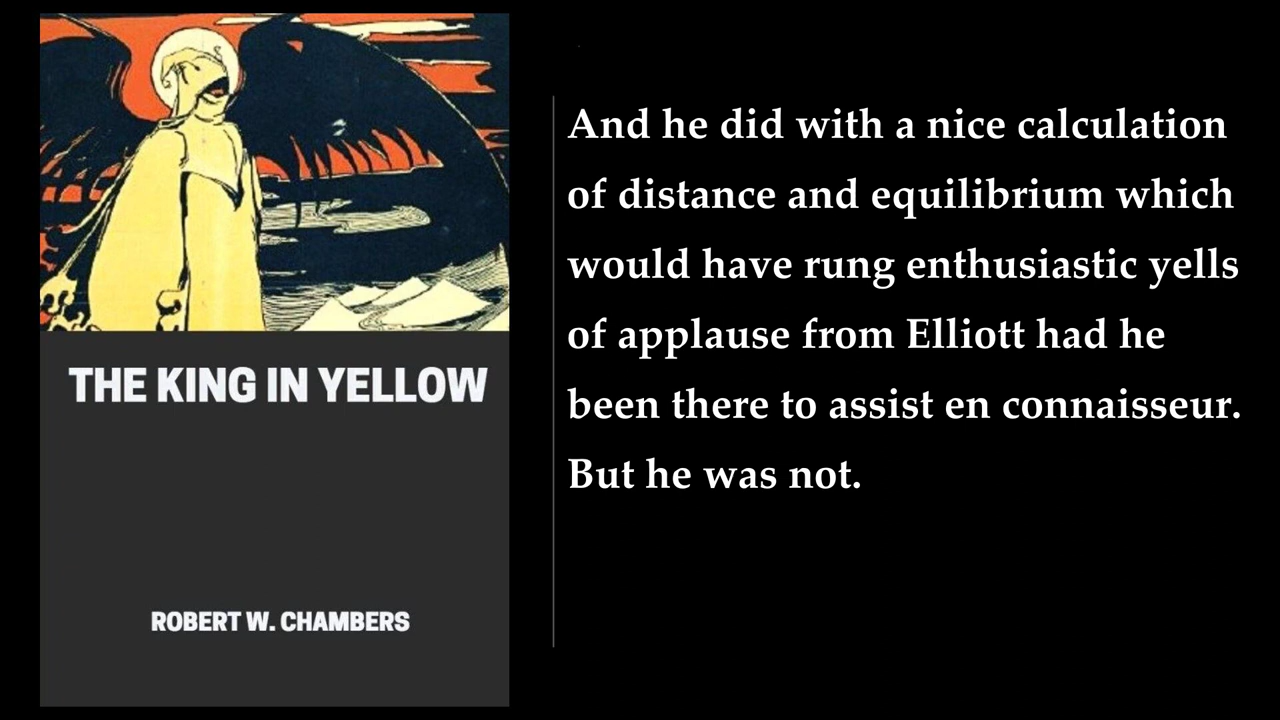 THE KING IN YELLOW
ROBERT W. CHAMBERS
And he did with a nice calculation
of distance and equilibrium which
would have rung enthusiastic yells
of applause from Elliott had he
been there to assist en connaisseur.
But he was not.